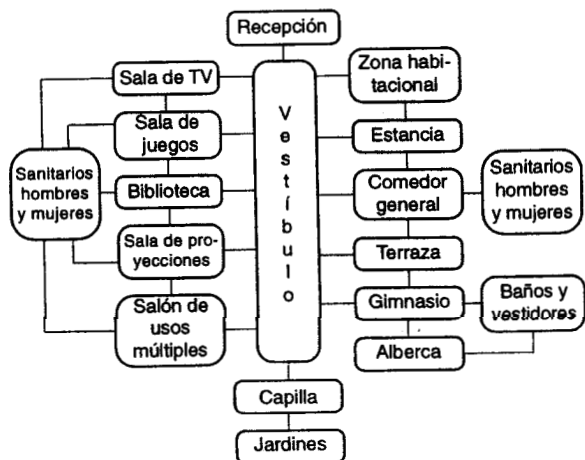 Recepción
Sala de TV
Sala de
juegos
Biblioteca
Sala de pro-
yecciones
Salón de
usos
múltiples
Sanitarios
hombres
y mujeres
Vestíbulo
Zona habi-
tacional
Estancia
Comedor
general
Terraza
Gimnasio
Alberca
Sanitarios
hombres
y mujeres
Baños y
vestidores
Capilla
Jardines